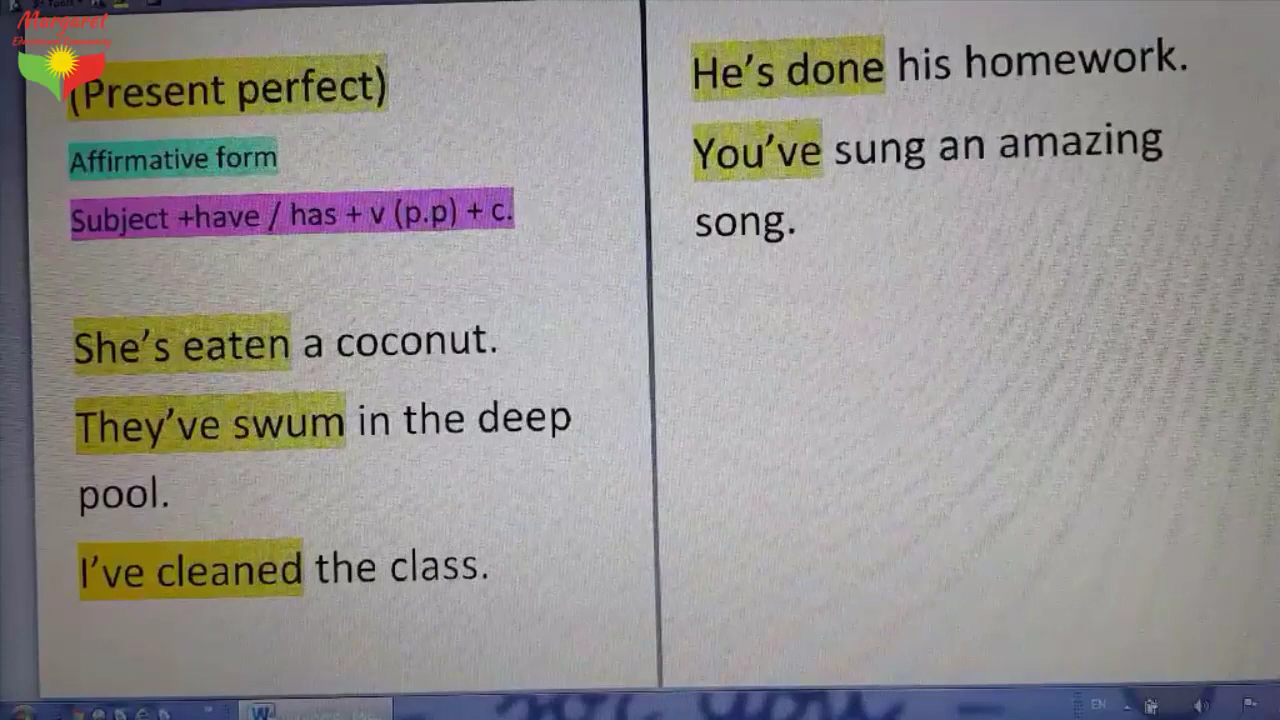 Margaret
(Present perfect)
Affirmative form
Subject +have / has + v (p.p) + c.
She's eaten a coconut.
They've swum in the deep
pool.
I've cleaned the class.
He's done his homework.
You've sung an amazing
song.
EN